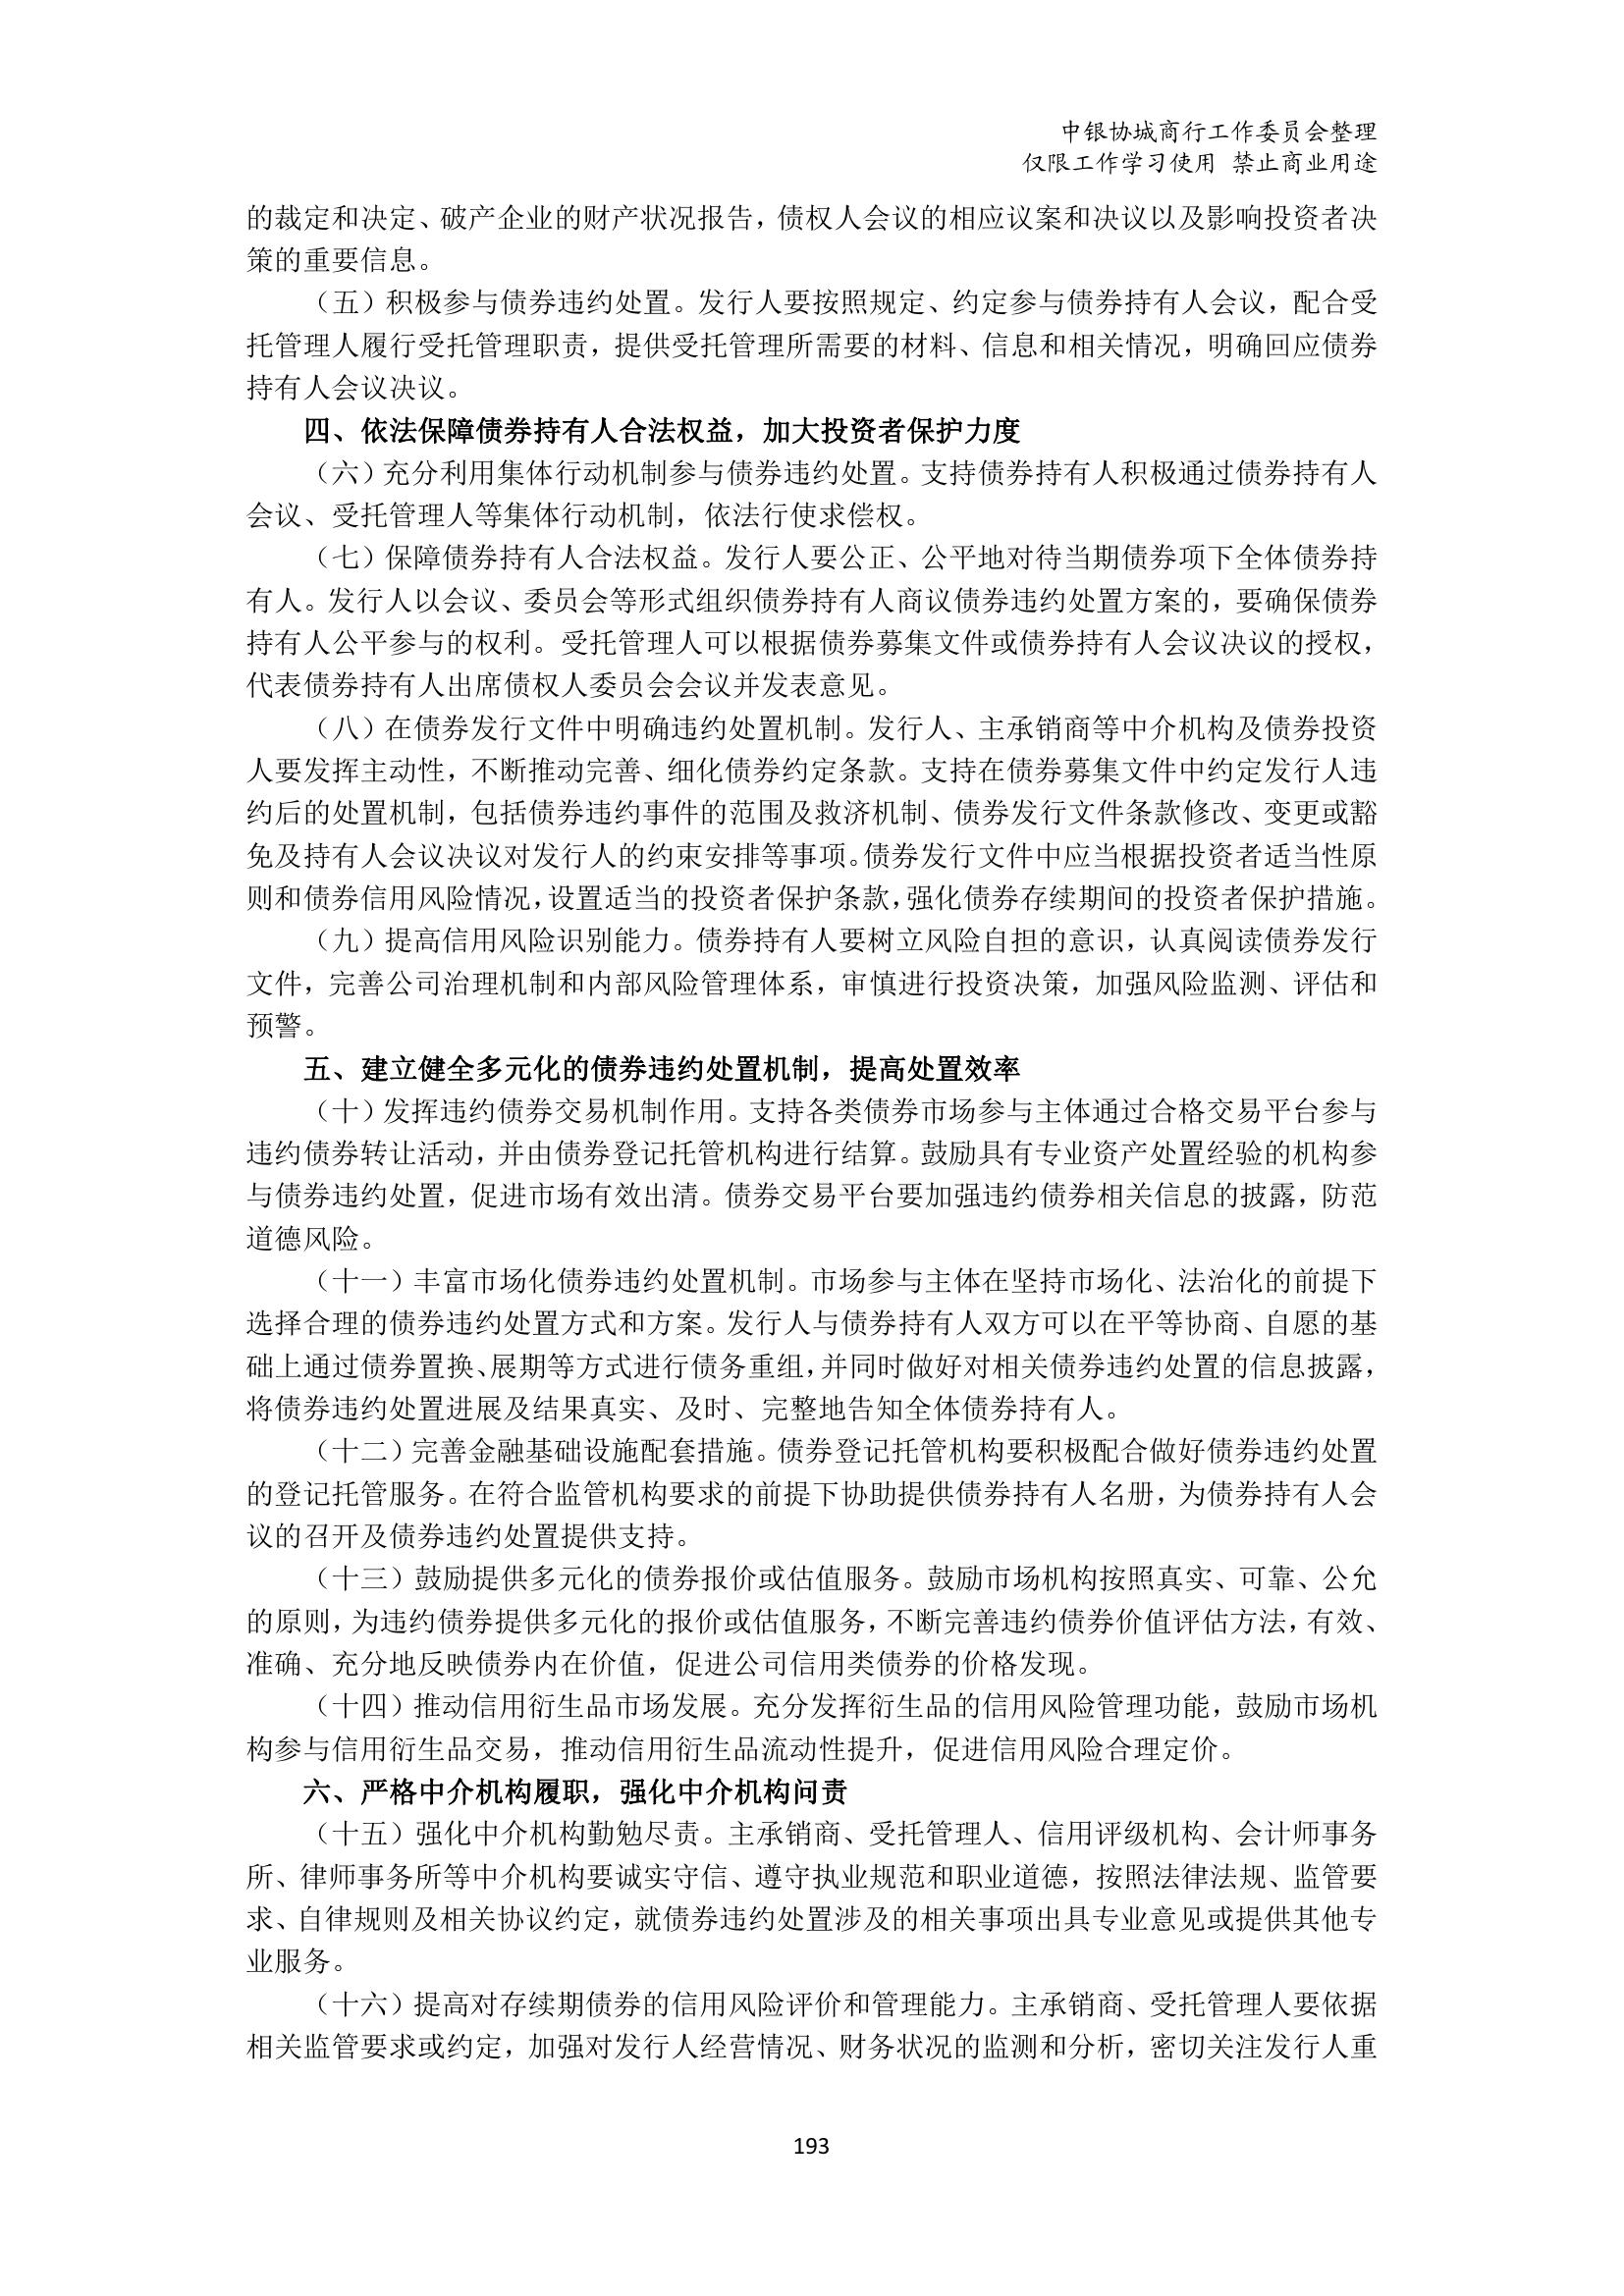 中银协城商行工作委员会整理
仅限工作学习使用 禁止商业用途
的裁定和决定、破产企业的财产状况报告，债权人会议的相应议案和决议以及影响投资者决
策的重要信息。
（五）积极参与债券违约处置。发行人要按照规定、约定参与债券持有人会议，配合受
托管理人履行受托管理职责，提供受托管理所需要的材料、信息和相关情况，明确回应债券
持有人会议决议。
四、依法保障债券持有人合法权益，加大投资者保护力度
（六）充分利用集体行动机制参与债券违约处置。支持债券持有人积极通过债券持有人
会议、受托管理人等集体行动机制，依法行使求偿权。
（七）保障债券持有人合法权益。发行人要公正、公平地对待当期债券项下全体债券持
有人。发行人以会议、委员会等形式组织债券持有人商议债券违约处置方案的，要确保债券
持有人公平参与的权利。受托管理人可以根据债券募集文件或债券持有人会议决议的授权，
代表债券持有人出席债权人委员会会议并发表意见。
（八）在债券发行文件中明确违约处置机制。发行人、主承销商等中介机构及债券投资
人要发挥主动性，不断推动完善、细化债券约定条款。支持在债券募集文件中约定发行人违
约后的处置机制，包括债券违约事件的范围及救济机制、债券发行文件条款修改、变更或豁
免及持有人会议决议对发行人的约束安排等事项。债券发行文件中应当根据投资者适当性原
则和债券信用风险情况，设置适当的投资者保护条款，强化债券存续期间的投资者保护措施。
（九）提高信用风险识别能力。债券持有人要树立风险自担的意识，认真阅读债券发行
文件，完善公司治理机制和内部风险管理体系，审慎进行投资决策，加强风险监测、评估和
预警。
五、建立健全多元化的债券违约处置机制，提高处置效率
（十）发挥违约债券交易机制作用。支持各类债券市场参与主体通过合格交易平台参与
违约债券转让活动，并由债券登记托管机构进行结算。鼓励具有专业资产处置经验的机构参
与债券违约处置，促进市场有效出清。债券交易平台要加强违约债券相关信息的披露，防范
道德风险。
（十一）丰富市场化债券违约处置机制。市场参与主体在坚持市场化、法治化的前提下
选择合理的债券违约处置方式和方案。发行人与债券持有人双方可以在平等协商、自愿的基
础上通过债券置换、展期等方式进行债务重组，并同时做好对相关债券违约处置的信息披露，
将债券违约处置进展及结果真实、及时、完整地告知全体债券持有人。
（十二）完善金融基础设施配套措施。债券登记托管机构要积极配合做好债券违约处置
的登记托管服务。在符合监管机构要求的前提下协助提供债券持有人名册，为债券持有人会
议的召开及债券违约处置提供支持。
（十三）鼓励提供多元化的债券报价或估值服务。鼓励市场机构按照真实、可靠、公允
的原则，为违约债券提供多元化的报价或估值服务，不断完善违约债券价值评估方法，有效、
准确、充分地反映债券内在价值，促进公司信用类债券的价格发现。
（十四）推动信用衍生品市场发展。充分发挥衍生品的信用风险管理功能，鼓励市场机
构参与信用衍生品交易，推动信用衍生品流动性提升，促进信用风险合理定价。
六、严格中介机构履职，强化中介机构问责
（十五）强化中介机构勤勉尽责。主承销商、受托管理人、信用评级机构、会计师事务
所、律师事务所等中介机构要诚实守信、遵守执业规范和职业道德，按照法律法规、监管要
求、自律规则及相关协议约定，就债券违约处置涉及的相关事项出具专业意见或提供其他专
业服务。
（十六）提高对存续期债券的信用风险评价和管理能力。主承销商、受托管理人要依据
相关监管要求或约定，加强对发行人经营情况、财务状况的监测和分析，密切关注发行人重
193